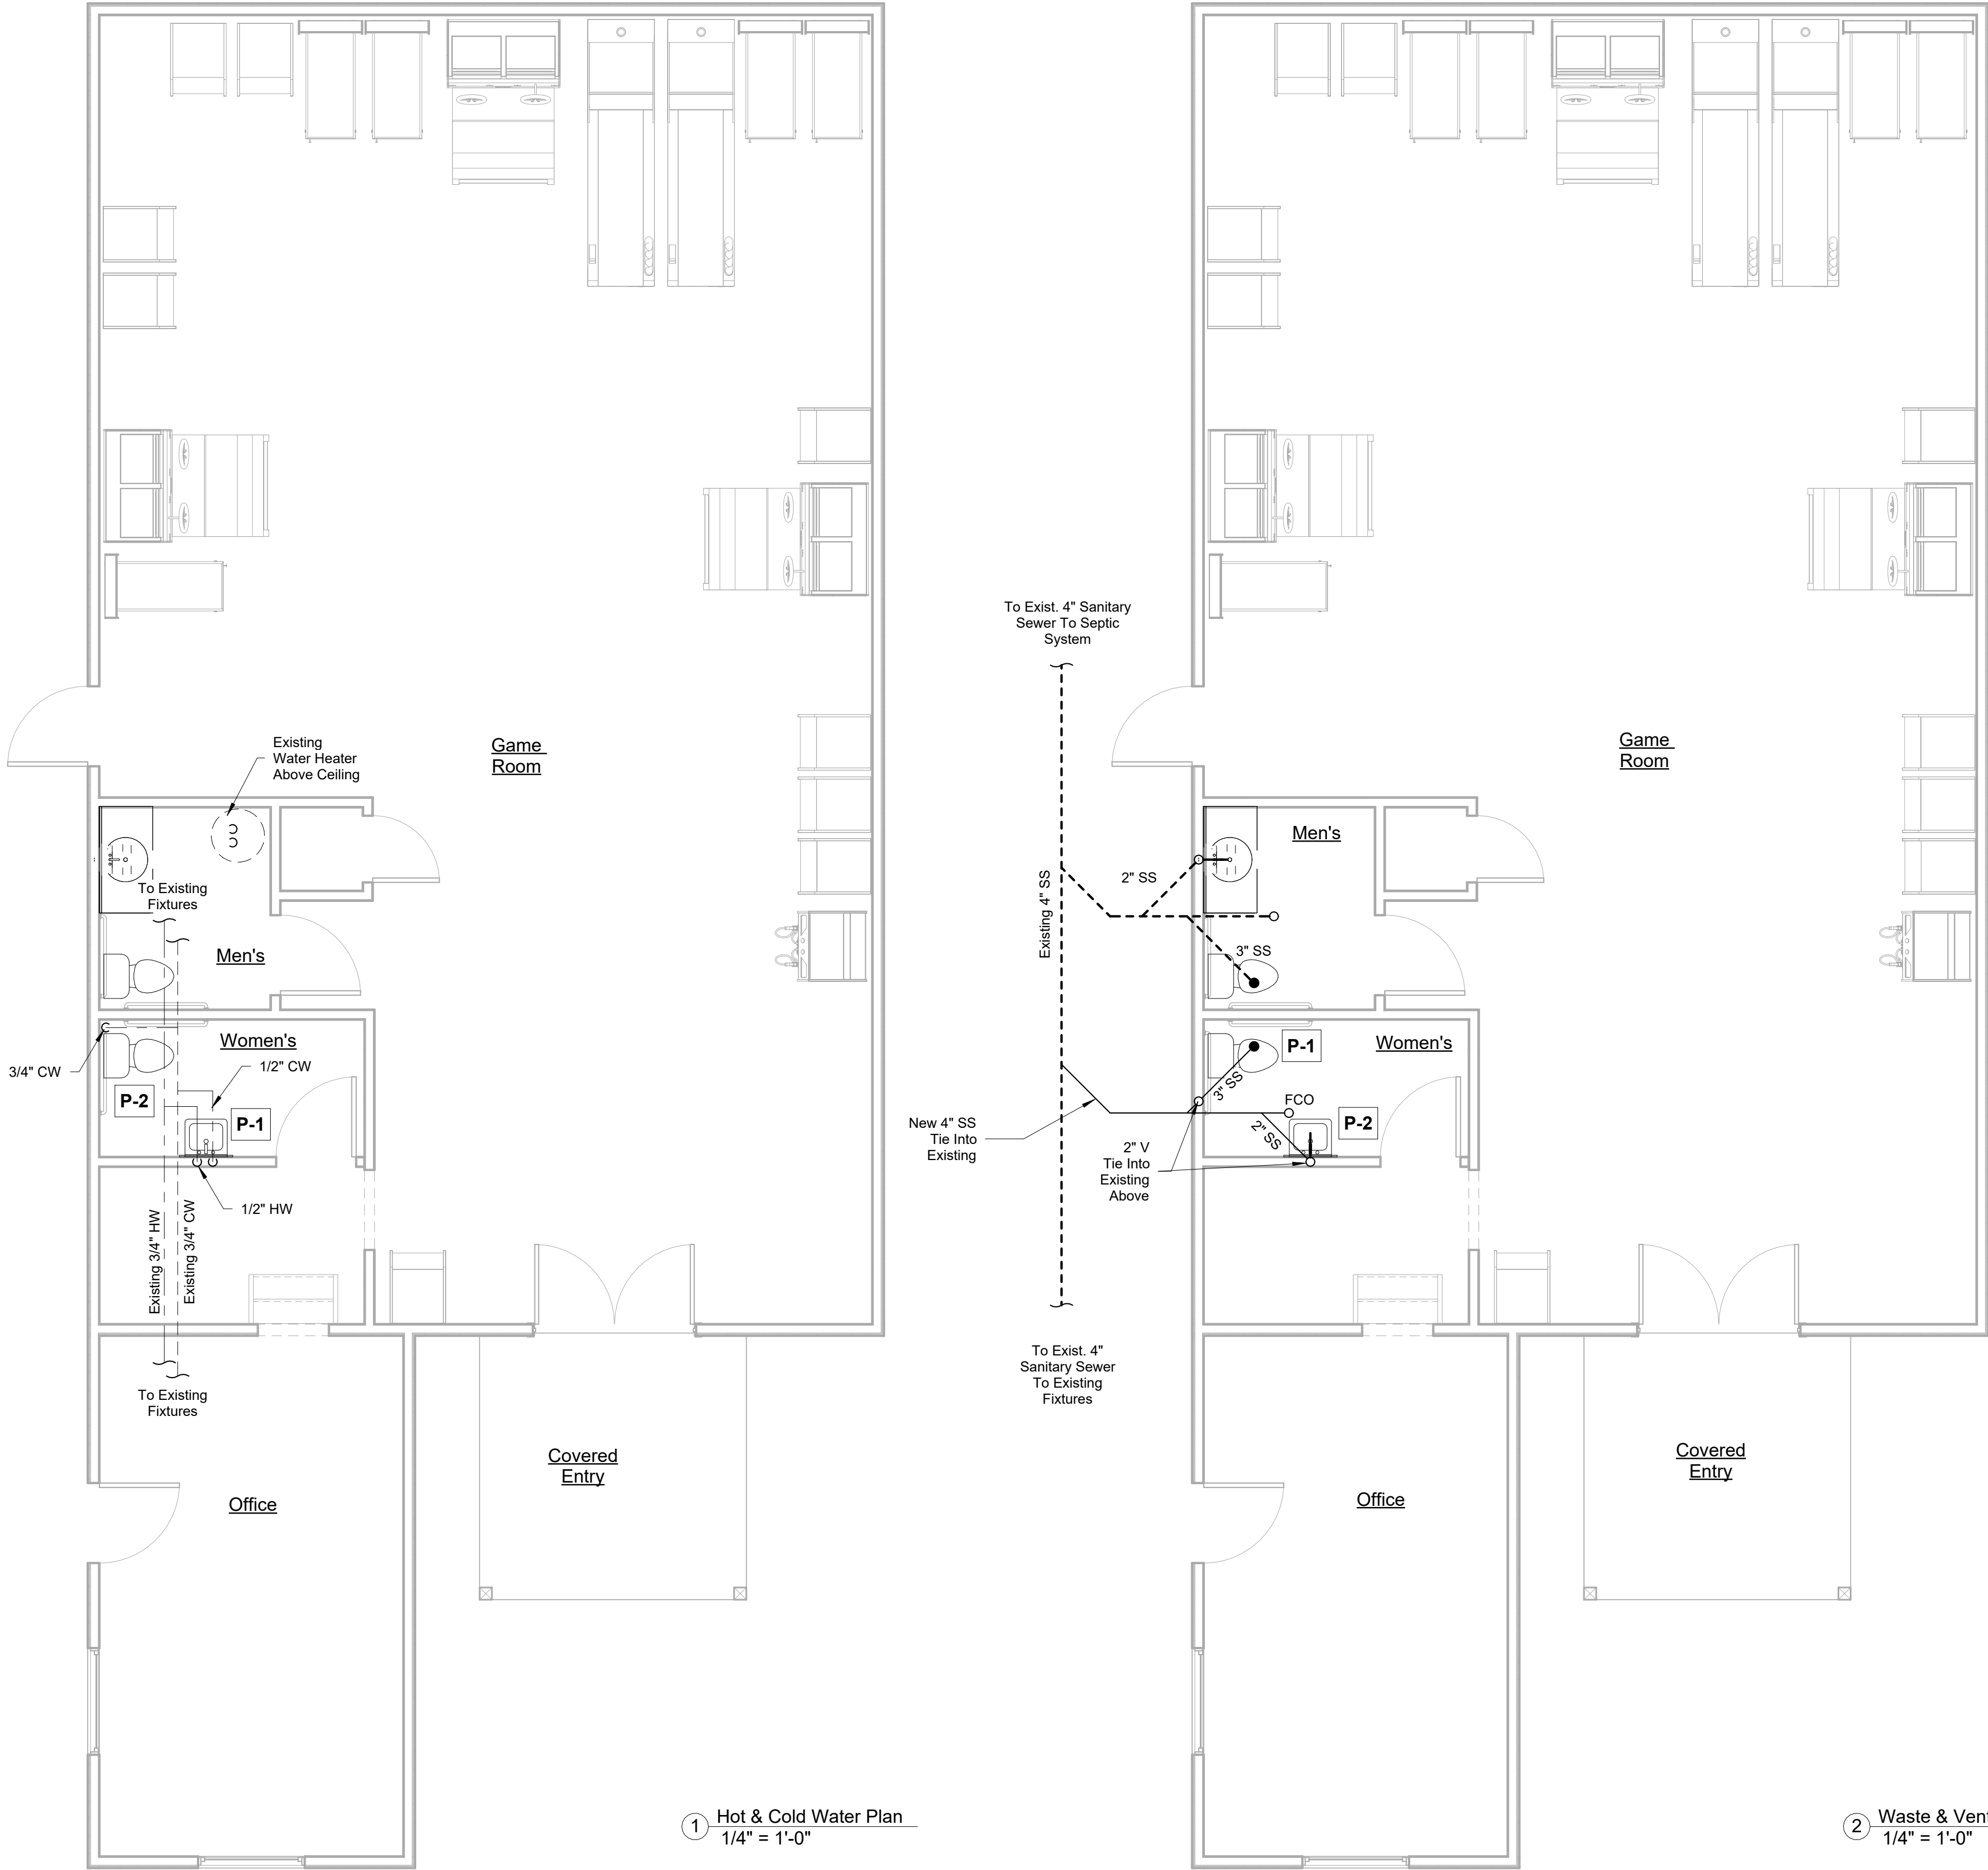 Existing
Water Heater
Above Ceiling
Game
Room
To Existing
Fixtures
Men's
Women's
3/4" CW
1/2" CW
P-2
P-1
1/2" HW
Existing 3/4" HW
Existing 3/4" CW
To Existing
Fixtures
Covered
Entry
Office
1
Hot & Cold Water Plan
1/4" = 1'-0"
To Exist. 4" Sanitary
Sewer To Septic
System
Game
Room
Men's
2" SS
Existing 4" SS
3" SS
P-1
Women's
3" SS
FCO
P-2
2" SS
New 4" SS
Tie Into
Existing
2" V
Tie Into
Existing
Above
To Exist. 4"
Sanitary Sewer
To Existing
Fixtures
Covered
Entry
Office
2
Waste & Vent
1/4" = 1'-0"